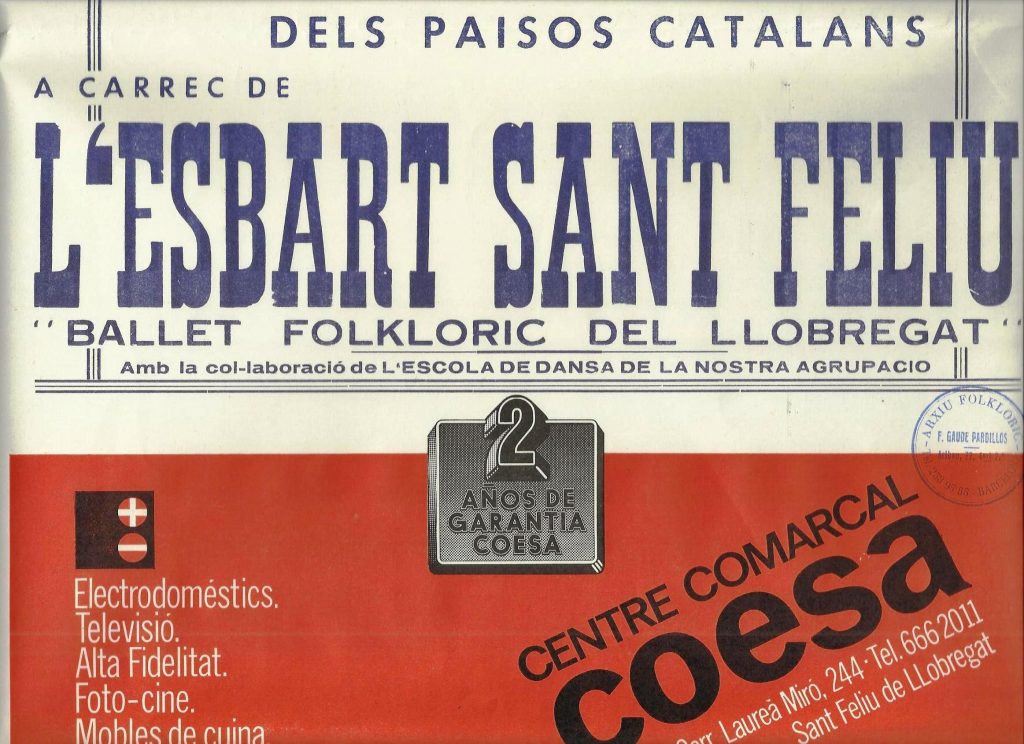 DELS PAISOS CATALANS
A CARREC DE
L'ESBART SANT FELIU
"BALLET FOLKLORIC DEL LLOBREGAT"
Amb la col-laboració de L'ESCOLA DE DANSA DE LA NOSTRA AGRUPACIO
ARXIU FOLKLORIC
F. GAUDE PARDILLOS
2
AÑOS DE
GARANTIA
COESA
Electrodoméstics.
Televisió.
Alta Fidelitat.
Foto-cine.
Mobles de cuina.
CENTRE COMARCAL
coesa
Carr. Laureà Miró, 244 · Tel. 666 2011
Sant Feliu de LLobregat